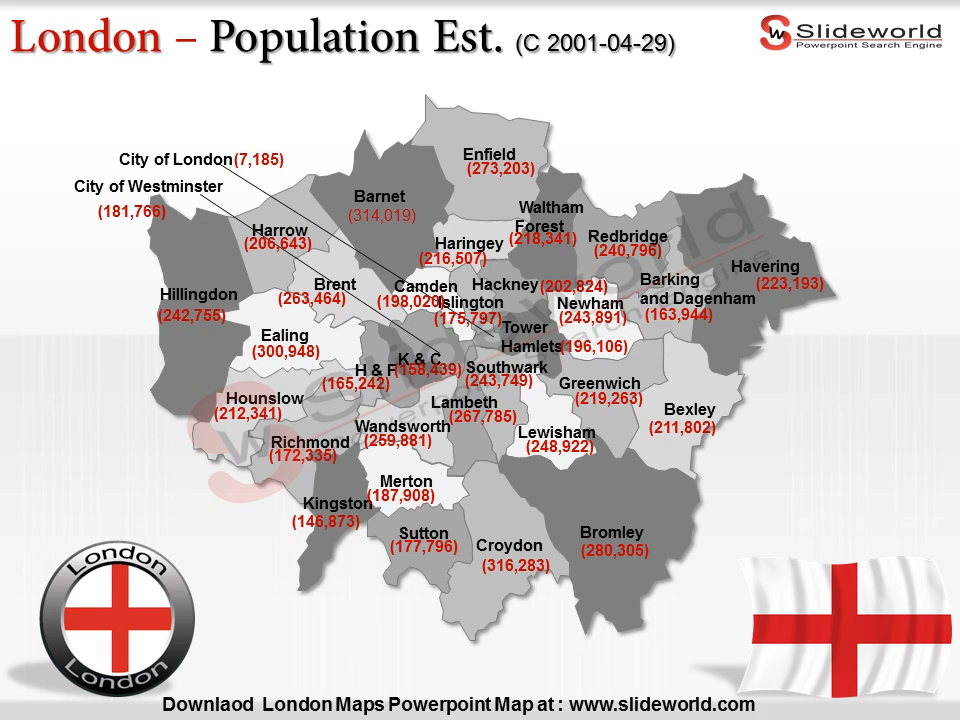 London – Population Est. (C 2001-04-29)
Slideworld
Powerpoint Search Engine
Enfield
(273,203)
City of London (7,185)
City of Westminster
(181,766)
Barnet
(314,019)
Waltham
Forest
(218,341)
Harrow
(206,643)
Haringey
(216,507)
Redbridge
(240,796)
Havering
(223,193)
Barking
and Dagenham
(163,944)
Hillingdon
(242,755)
Brent
(263,464)
Camden
(198,020)
Hackney (202,824)
Islington
(175,797)
Newham
(243,891)
Tower
Hamlets (196,106)
Ealing
(300,948)
K & C
(158,439)
H & F
(165,242)
Southwark
(243,749)
Greenwich
(219,263)
Hounslow
(212,341)
Lambeth
(267,785)
Bexley
(211,802)
Wandsworth
(259,881)
Lewisham
(248,922)
Richmond
(172,335)
Merton
(187,908)
Kingston
(146,873)
Sutton
(177,796)
Croydon
(316,283)
Bromley
(280,305)
London
London
Downlaod London Maps Powerpoint Map at : www.slideworld.com